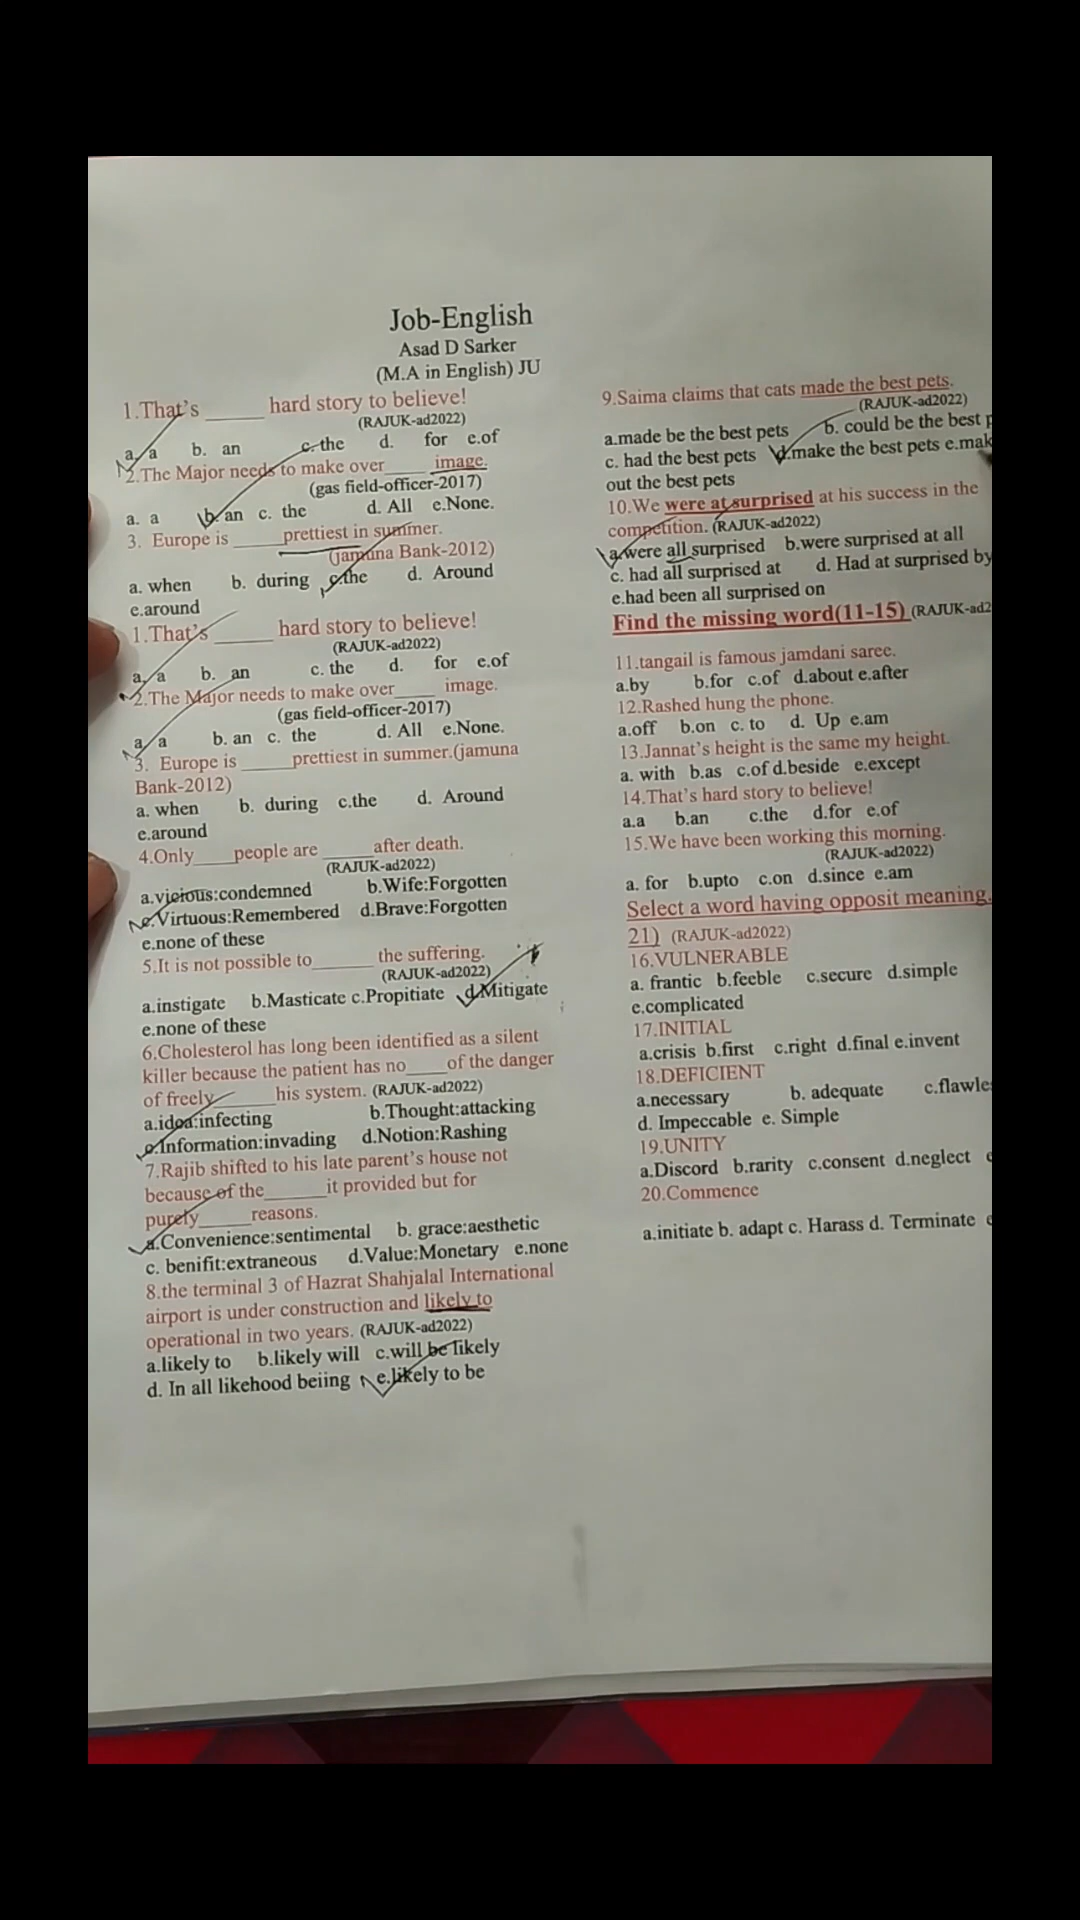 Job-English
Asad D Sarker
(M.A in English) JU
1.That's ______ hard story to believe!
(RAJUK-ad2022)
a, a b. an c. the d. for e.of
2.The Major needs to make over____ image.
(gas field-officer-2017)
a. a b. an c. the d. All e.None.
3. Europe is _____prettiest in summer.
(jamuna Bank-2012)
a. when b. during c.the d. Around
e.around
1.That's ______ hard story to believe!
(RAJUK-ad2022)
a, a b. an c. the d. for e.of
2.The Major needs to make over____ image.
(gas field-officer-2017)
a a b. an c. the d. All e.None.
3. Europe is _____prettiest in summer.(jamuna
Bank-2012)
a. when b. during c.the d. Around
e.around
4.Only____people are _____after death.
(RAJUK-ad2022)
a.vicious:condemned b.Wife:Forgotten
c.Virtuous:Remembered d.Brave:Forgotten
e.none of these
5.It is not possible to______ the suffering.
(RAJUK-ad2022)
a.instigate b.Masticate c.Propitiate d.Mitigate
e.none of these
6.Cholesterol has long been identified as a silent
killer because the patient has no____of the danger
of freely______his system. (RAJUK-ad2022)
a.idea:infecting b.Thought:attacking
c.Information:invading d.Notion:Rashing
7.Rajib shifted to his late parent's house not
because of the______it provided but for
purely_____reasons.
a.Convenience:sentimental b. grace:aesthetic
c. benifit:extraneous d.Value:Monetary e.none
8.the terminal 3 of Hazrat Shahjalal International
airport is under construction and likely to
operational in two years. (RAJUK-ad2022)
a.likely to b.likely will c.will be likely
d. In all likehood beiing e.likely to be
9.Saima claims that cats made the best pets.
(RAJUK-ad2022)
a.made be the best pets b. could be the best p
c. had the best pets d.make the best pets e.mak
out the best pets
10.We were at surprised at his success in the
competition. (RAJUK-ad2022)
a.were all surprised b.were surprised at all
c. had all surprised at d. Had at surprised by
e.had been all surprised on
Find the missing word(11-15) (RAJUK-ad2
11.tangail is famous jamdani saree.
a.by b.for c.of d.about e.after
12.Rashed hung the phone.
a.off b.on c. to d. Up e.am
13.Jannat's height is the same my height.
a. with b.as c.of d.beside e.except
14.That's hard story to believe!
a.a b.an c.the d.for e.of
15.We have been working this morning.
(RAJUK-ad2022)
a. for b.upto c.on d.since e.am
Select a word having opposit meaning.
21) (RAJUK-ad2022)
16.VULNERABLE
a. frantic b.feeble c.secure d.simple
e.complicated
17.INITIAL
a.crisis b.first c.right d.final e.invent
18.DEFICIENT
a.necessary b. adequate c.flawle
d. Impeccable e. Simple
19.UNITY
a.Discord b.rarity c.consent d.neglect e
20.Commence
a.initiate b. adapt c. Harass d. Terminate e